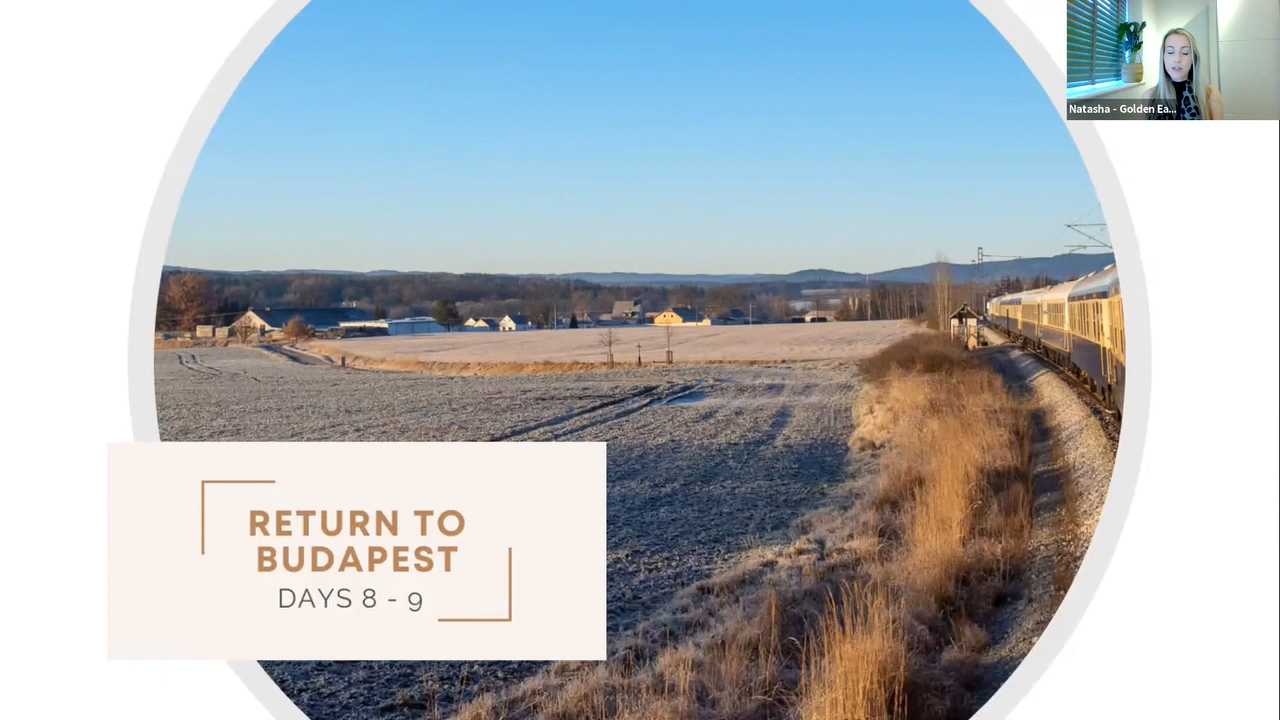 Natasha - Golden Ea...
RETURN TO
BUDAPEST
DAYS 8 - 9